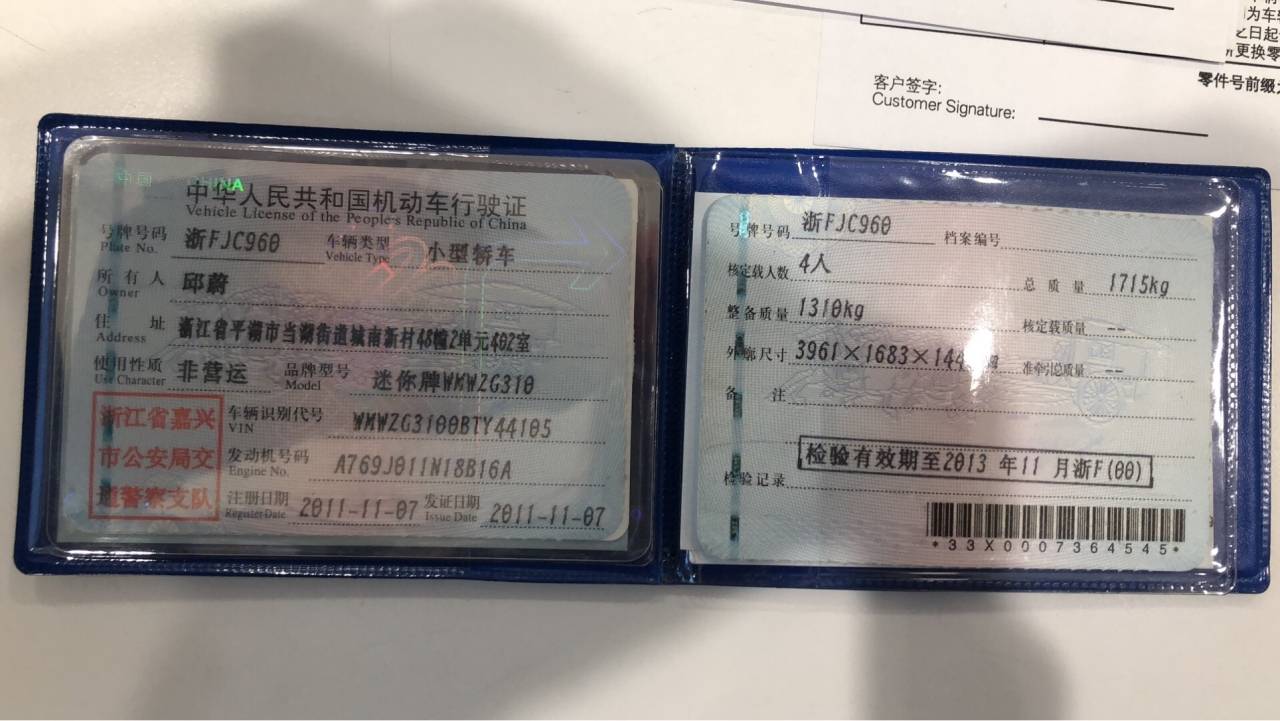 为车
之日起
更换零
零件号前缀
客户签字:
Customer Signature:
中国 CHINA
中华人民共和国机动车行驶证
Vehicle License of the People's Republic of China
号牌号码 浙FJC960 车辆类型 小型轿车
Plate No. Vehicle Type
所有人 邱蔚
Owner
住址 浙江省平湖市当湖街道城南新村48幢2单元402室
Address
使用性质 非营运 品牌型号 迷你牌WMWZG310
Use Character Model
浙江省嘉兴
市公安局交
通警察支队
车辆识别代号 WMWZG3100BTY44105
VIN
发动机号码 A769J011N18B16A
Engine No.
注册日期 2011-11-07 发证日期 2011-11-07
Register Date Issue Date
号牌号码 浙FJC960 档案编号
核定载人数 4人 总质量 1715kg
整备质量 1310kg 核定载质量 --
外廓尺寸 3961×1683×144 准牵引总质量 --
备注
检验记录 检验有效期至2013年11月浙F(00)
*33X0007364545*